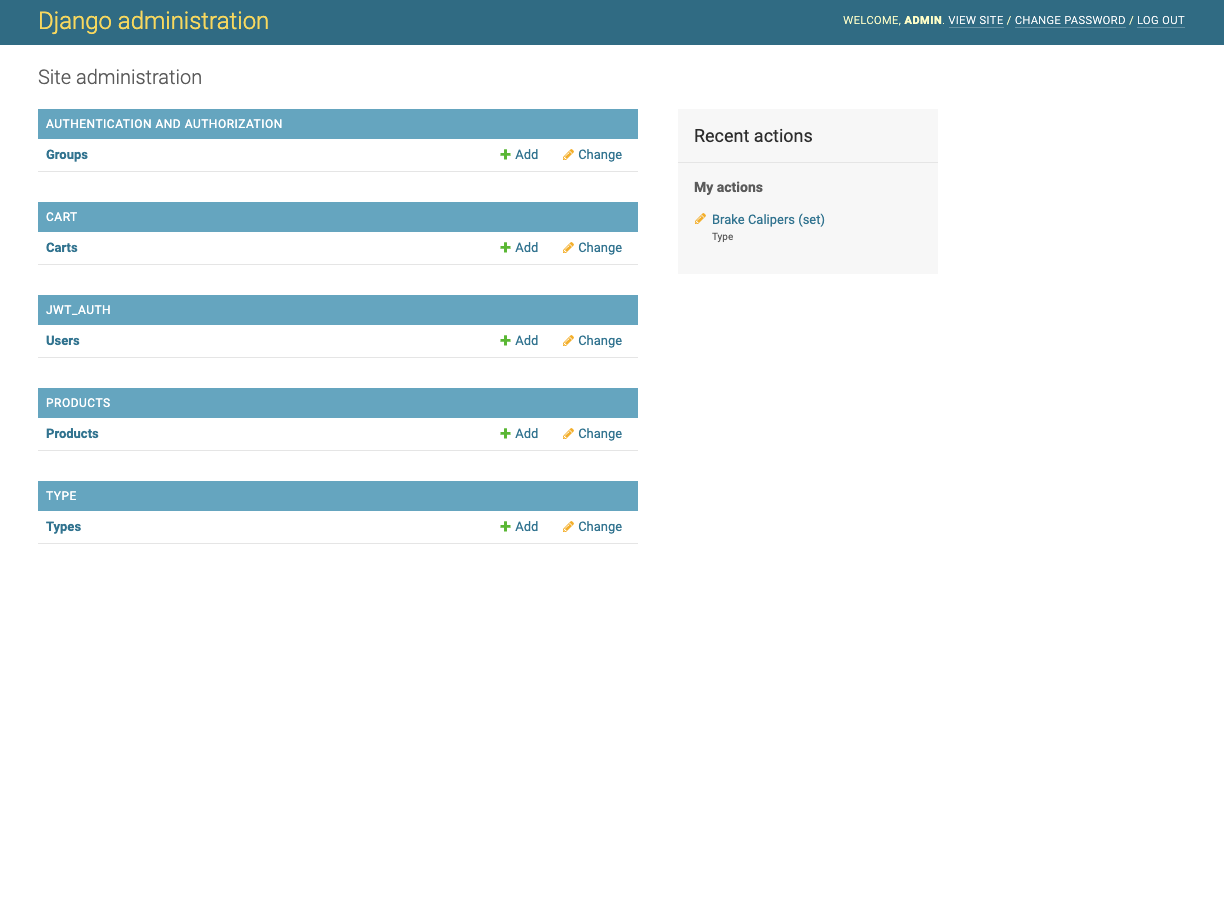 Django administration
WELCOME, ADMIN. VIEW SITE / CHANGE PASSWORD / LOG OUT
Site administration
AUTHENTICATION AND AUTHORIZATION
Groups Add Change
CART
Carts Add Change
JWT_AUTH
Users Add Change
PRODUCTS
Products Add Change
TYPE
Types Add Change
Recent actions
My actions
Brake Calipers (set)
Type